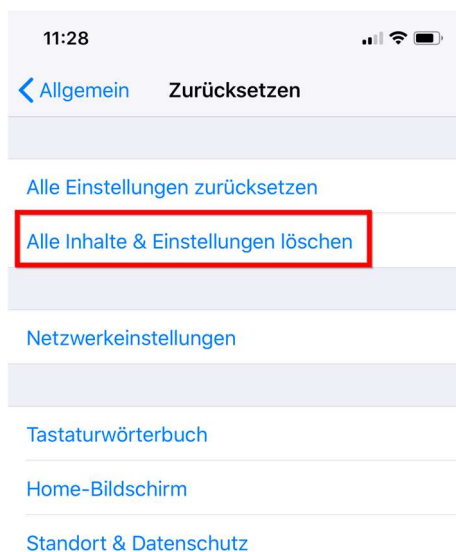 11:28
Allgemein Zurücksetzen
Alle Einstellungen zurücksetzen
Alle Inhalte & Einstellungen löschen
Netzwerkeinstellungen
Tastaturwörterbuch
Home-Bildschirm
Standort & Datenschutz